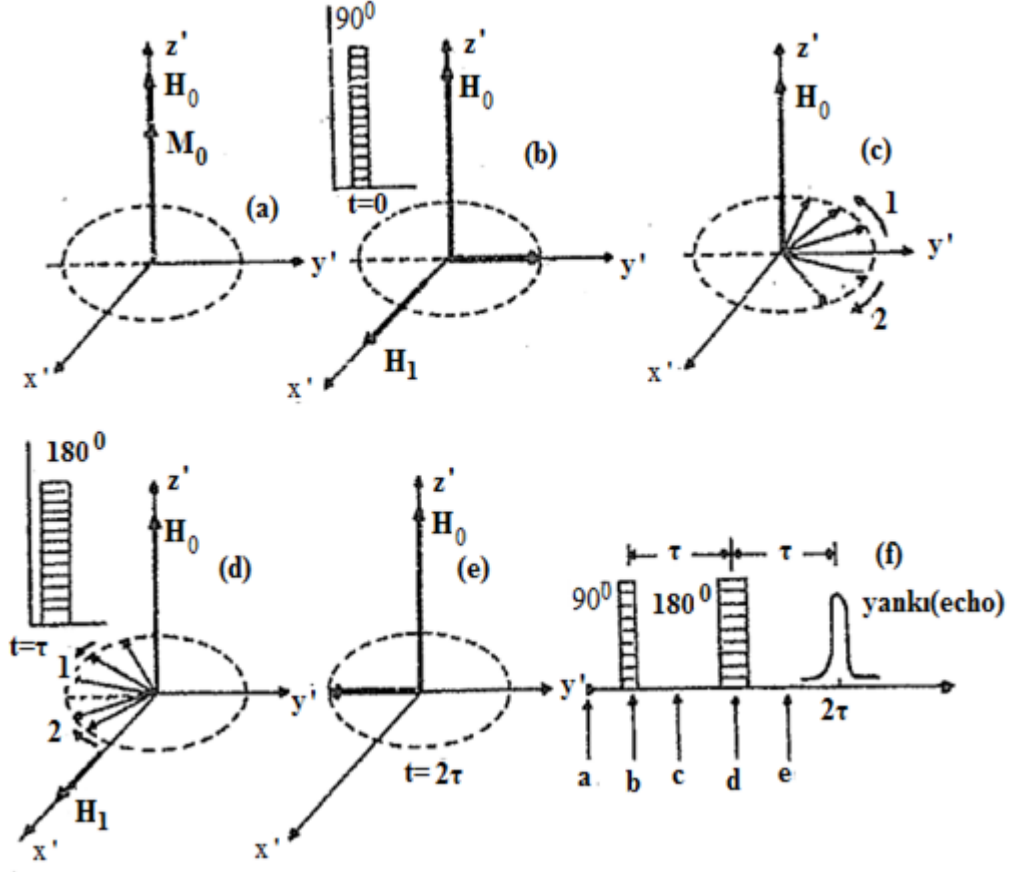 z'
H₀
M₀
(a)
y'
x'
90⁰
t=0
z'
H₀
(b)
y'
H₁
x'
z'
H₀
(c)
1
y'
2
x'
180⁰
t=τ
z'
H₀
(d)
1
2
y'
H₁
x'
z'
H₀
(e)
y'
t= 2τ
x'
τ τ (f)
90⁰ 180⁰ yankı(echo)
2τ
a b c d e